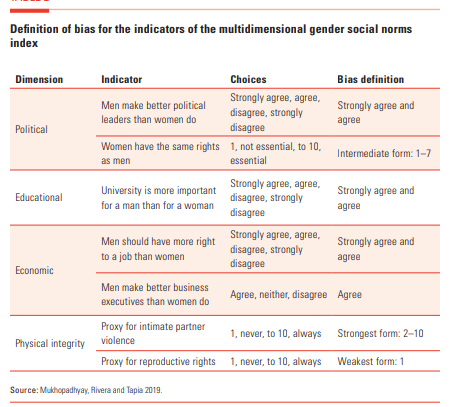 Definition of bias for the indicators of the multidimensional gender social norms
index
Dimension Indicator Choices Bias definition
Political
Men make better political
leaders than women do
Strongly agree, agree,
disagree, strongly
disagree
Strongly agree and
agree
Women have the same rights
as men
1, not essential, to 10,
essential
Intermediate form: 1–7
Educational
University is more important
for a man than for a woman
Strongly agree, agree,
disagree, strongly
disagree
Strongly agree and
agree
Economic
Men should have more right
to a job than women
Strongly agree, agree,
disagree, strongly
disagree
Strongly agree and
agree
Men make better business
executives than women do
Agree, neither, disagree
Agree
Physical integrity
Proxy for intimate partner
violence
1, never, to 10, always
Strongest form: 2–10
Proxy for reproductive rights
1, never, to 10, always
Weakest form: 1
Source: Mukhopadhyay, Rivera and Tapia 2019.